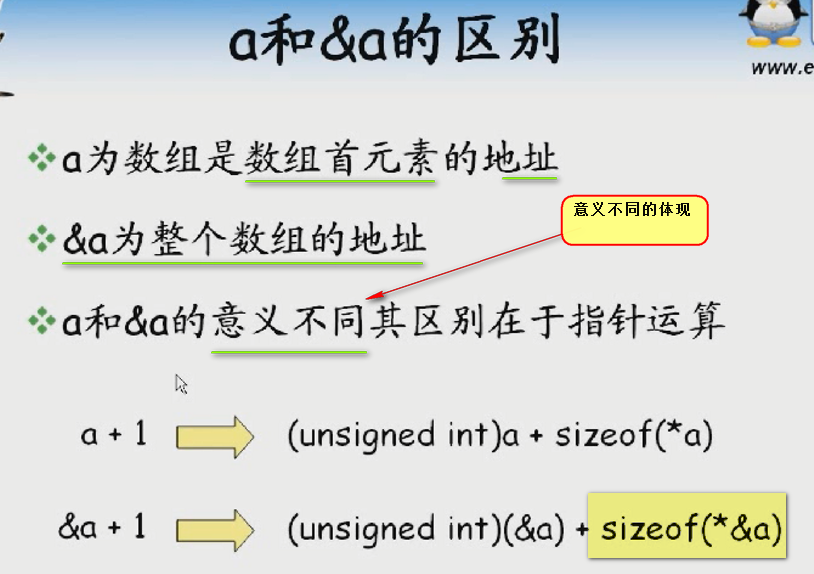 a和&a的区别
www.e
a为数组是数组首元素的地址
意义不同的体现
&a为整个数组的地址
a和&a的意义不同其区别在于指针运算
a + 1 (unsigned int)a + sizeof(*a)
&a + 1 (unsigned int)(&a) + sizeof(*&a)